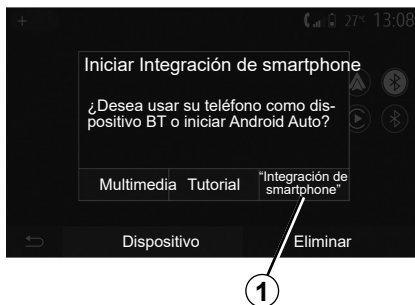 + 27°C 13:08
Iniciar Integración de smartphone
¿Desea usar su teléfono como dis-
positivo BT o iniciar Android Auto?
Multimedia Tutorial "Integración de
smartphone"
Dispositivo Eliminar
1